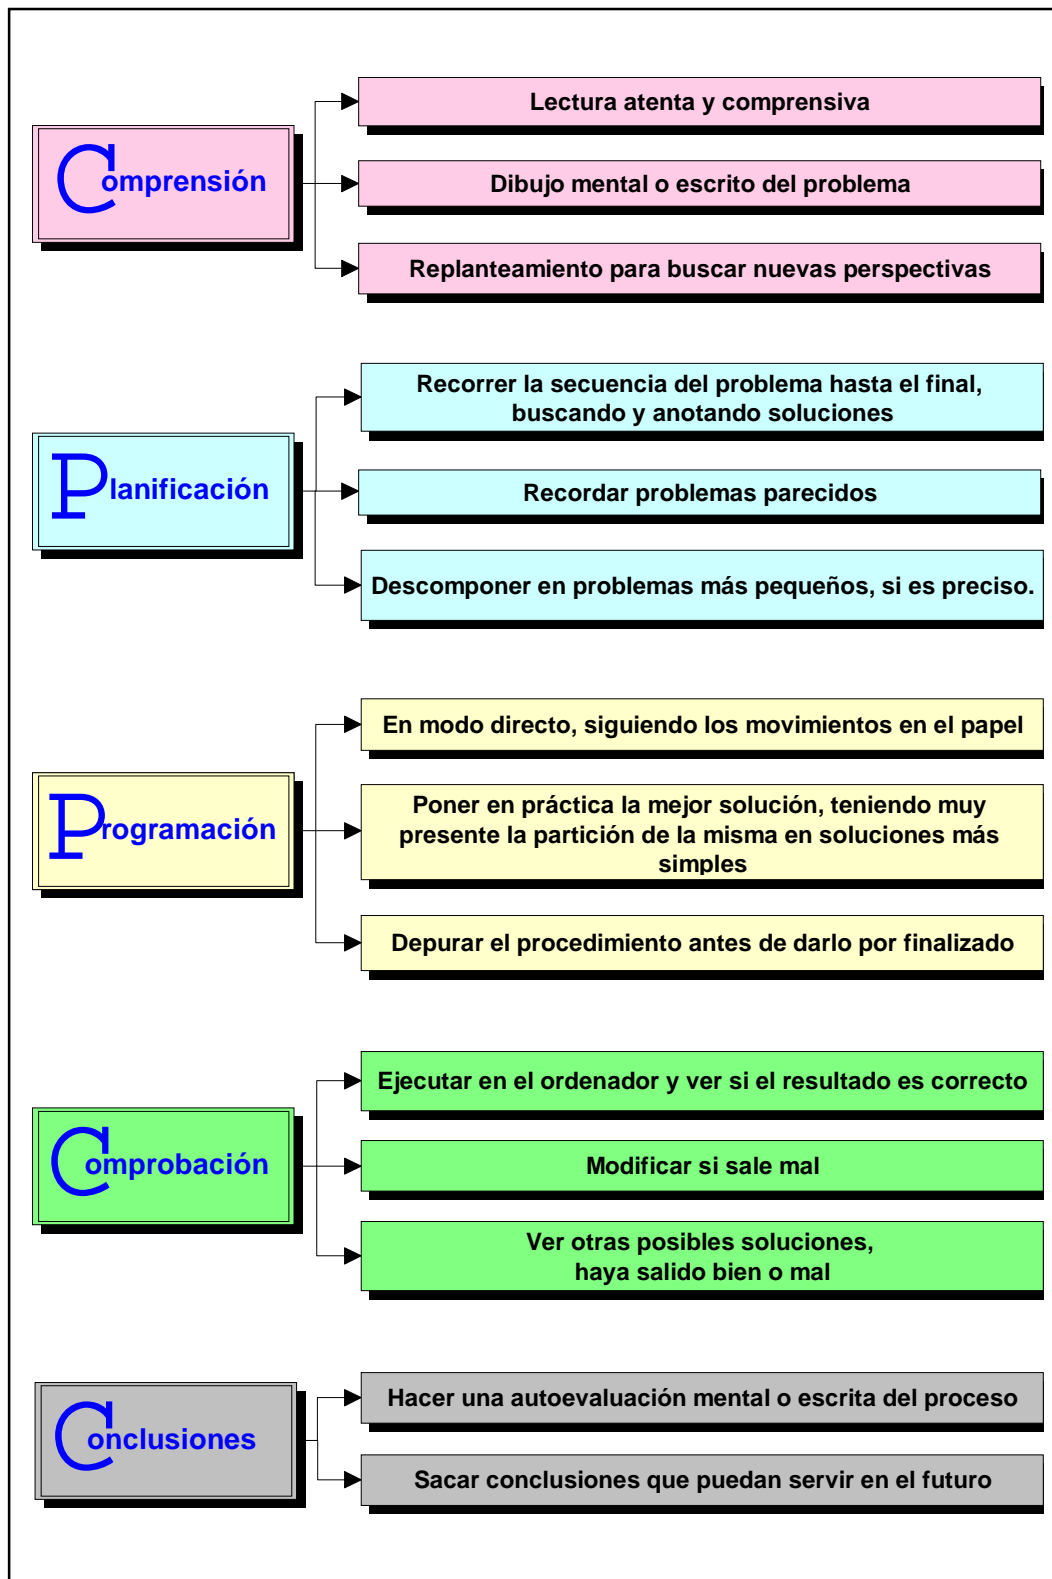 Comprensión
Lectura atenta y comprensiva
Dibujo mental o escrito del problema
Replanteamiento para buscar nuevas perspectivas
Planificación
Recorrer la secuencia del problema hasta el final,
buscando y anotando soluciones
Recordar problemas parecidos
Descomponer en problemas más pequeños, si es preciso.
Programación
En modo directo, siguiendo los movimientos en el papel
Poner en práctica la mejor solución, teniendo muy
presente la partición de la misma en soluciones más
simples
Depurar el procedimiento antes de darlo por finalizado
Comprobación
Ejecutar en el ordenador y ver si el resultado es correcto
Modificar si sale mal
Ver otras posibles soluciones,
haya salido bien o mal
Conclusiones
Hacer una autoevaluación mental o escrita del proceso
Sacar conclusiones que puedan servir en el futuro